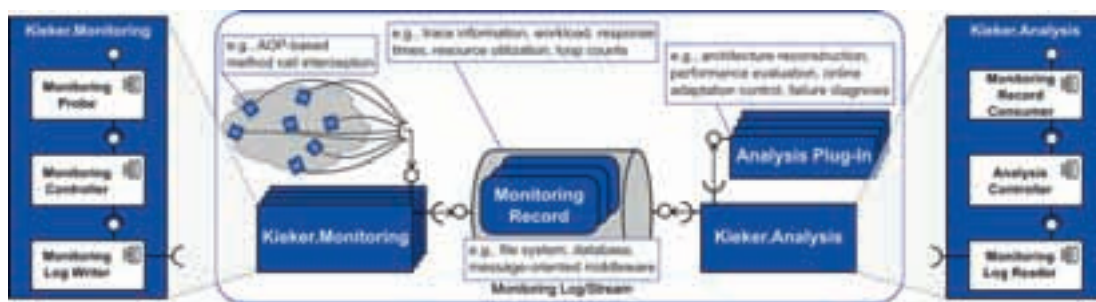 Kieker.Monitoring
Monitoring
Probe
Monitoring
Controller
Monitoring
Log Writer
e.g., AOP-based
method call interception
e.g., trace information, workload, response
times, resource utilization, loop counts
e.g., architecture reconstruction,
performance evaluation, online
adaptation control, failure diagnosis
Kieker.Monitoring
Monitoring
Record
e.g., file system, database,
message-oriented middleware
Monitoring Log/Stream
Analysis Plug-In
Kieker.Analysis
Kieker.Analysis
Monitoring
Record
Consumer
Analysis
Controller
Monitoring
Log Reader